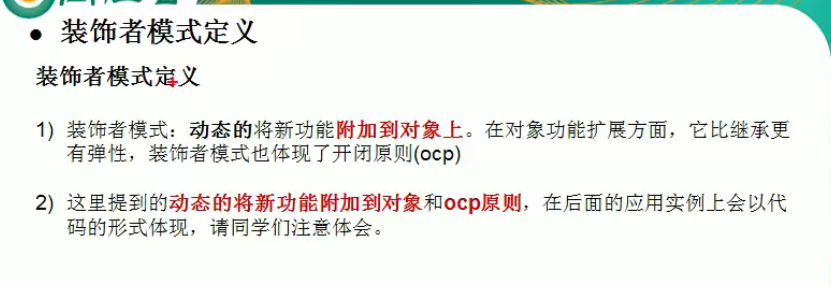 ● 装饰者模式定义
装饰者模式定义
1) 装饰者模式：动态的将新功能附加到对象上。在对象功能扩展方面，它比继承更
有弹性，装饰者模式也体现了开闭原则(ocp)
2) 这里提到的动态的将新功能附加到对象和ocp原则，在后面的应用实例上会以代
码的形式体现，请同学们注意体会。